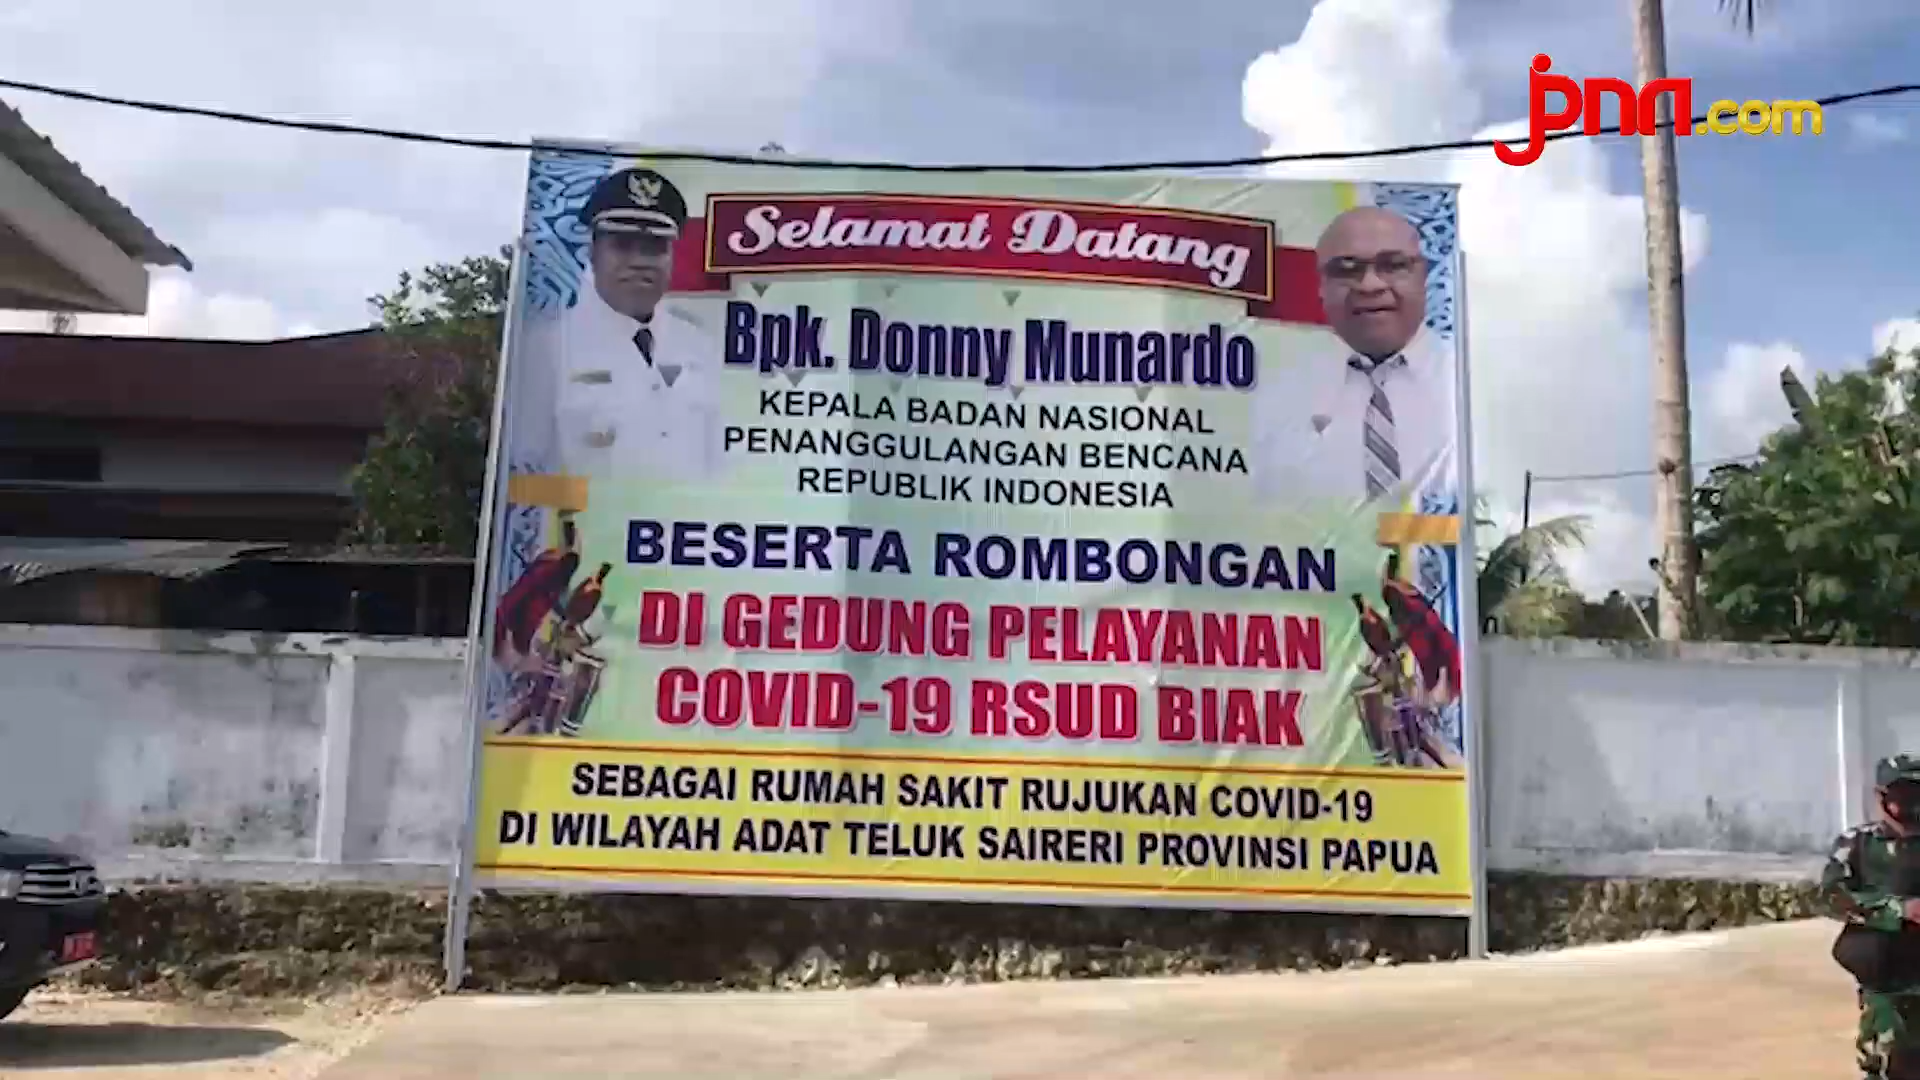 jpnn.com
Selamat Datang
Bpk. Donny Munardo
KEPALA BADAN NASIONAL
PENANGGULANGAN BENCANA
REPUBLIK INDONESIA
BESERTA ROMBONGAN
DI GEDUNG PELAYANAN
COVID-19 RSUD BIAK
SEBAGAI RUMAH SAKIT RUJUKAN COVID-19
DI WILAYAH ADAT TELUK SAIRERI PROVINSI PAPUA